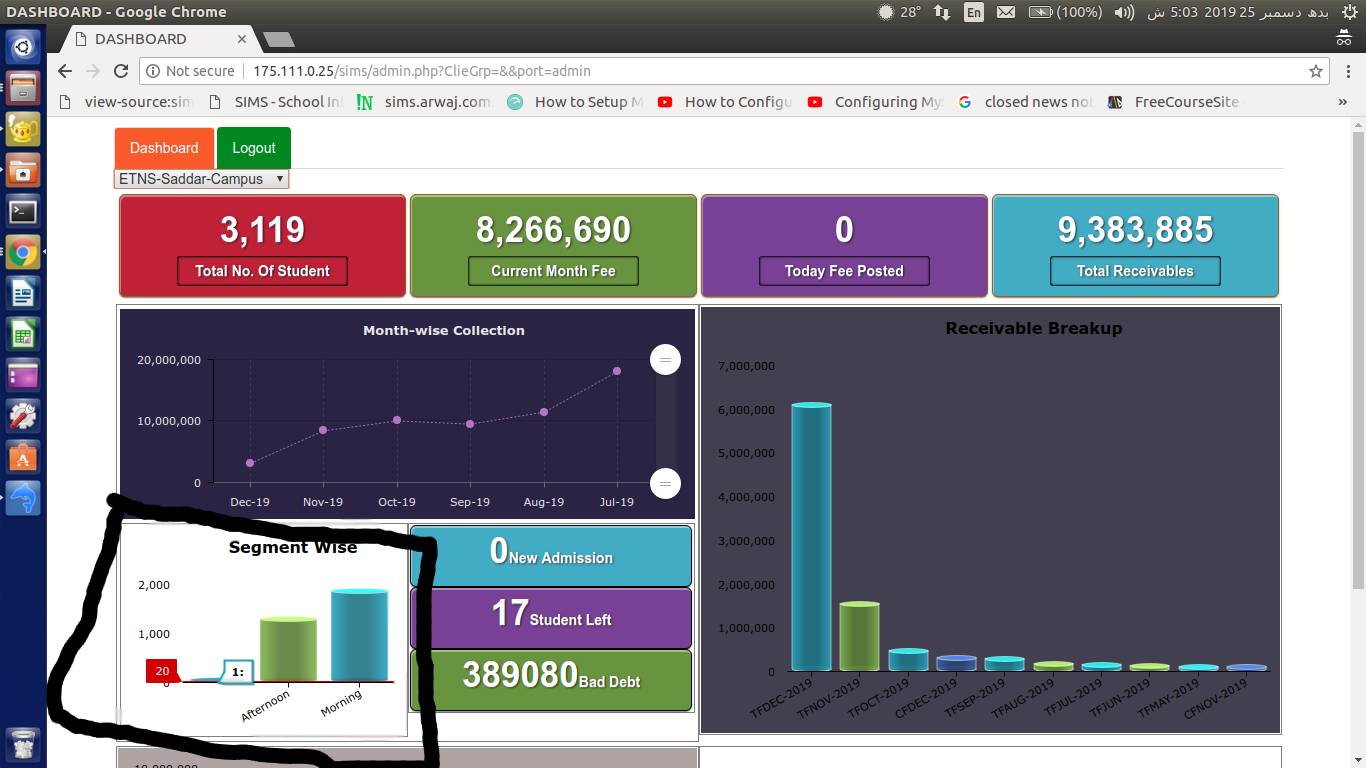 DASHBOARD - Google Chrome
28° En (100%) بدھ دسمبر 25 2019 5:03 ش
DASHBOARD
Not secure 175.111.0.25/sims/admin.php?ClieGrp=&&port=admin
view-source:sim SIMS - School In sims.arwaj.com How to Setup M How to Configu Configuring My closed news no FreeCourseSite »
Dashboard Logout
ETNS-Saddar-Campus
3,119 8,266,690 0 9,383,885
Total No. Of Student Current Month Fee Today Fee Posted Total Receivables
Month-wise Collection
20,000,000
10,000,000
0
Dec-19 Nov-19 Oct-19 Sep-19 Aug-19 Jul-19
Receivable Breakup
7,000,000
6,000,000
5,000,000
4,000,000
3,000,000
2,000,000
1,000,000
0
TFDEC-2019 TFNOV-2019 TFOCT-2019 CFDEC-2019 TFSEP-2019 TFAUG-2019 TFJUL-2019 TFJUN-2019 TFMAY-2019 CFNOV-2019
Segment Wise
2,000
1,000
20 1:
0
Afternoon Morning
0 New Admission
17 Student Left
389080 Bad Debt